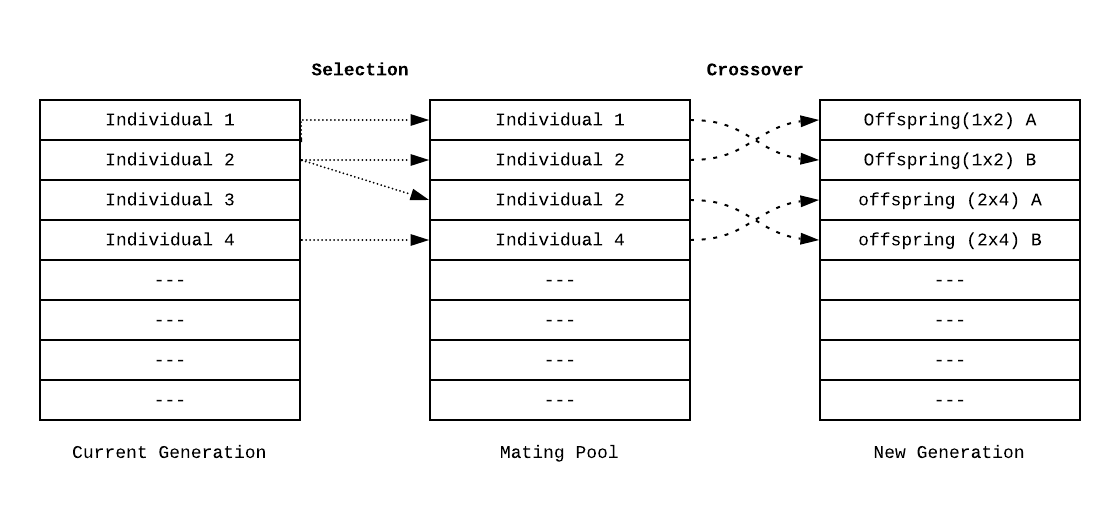 Selection
Crossover
Individual 1
Individual 1
Offspring(1x2) A
Individual 2
Individual 2
Offspring(1x2) B
Individual 3
Individual 2
offspring (2x4) A
Individual 4
Individual 4
offspring (2x4) B
---
---
---
---
---
---
---
---
---
---
---
---
Current Generation
Mating Pool
New Generation